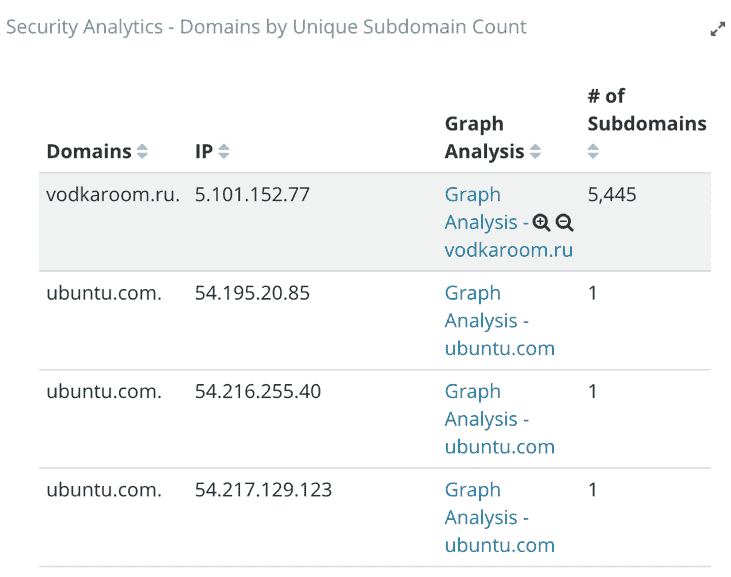 Security Analytics - Domains by Unique Subdomain Count
# of
Graph Subdomains
Domains IP Analysis
vodkaroom.ru. 5.101.152.77 Graph 5,445
Analysis -
vodkaroom.ru
ubuntu.com. 54.195.20.85 Graph 1
Analysis -
ubuntu.com
ubuntu.com. 54.216.255.40 Graph 1
Analysis -
ubuntu.com
ubuntu.com. 54.217.129.123 Graph 1
Analysis -
ubuntu.com